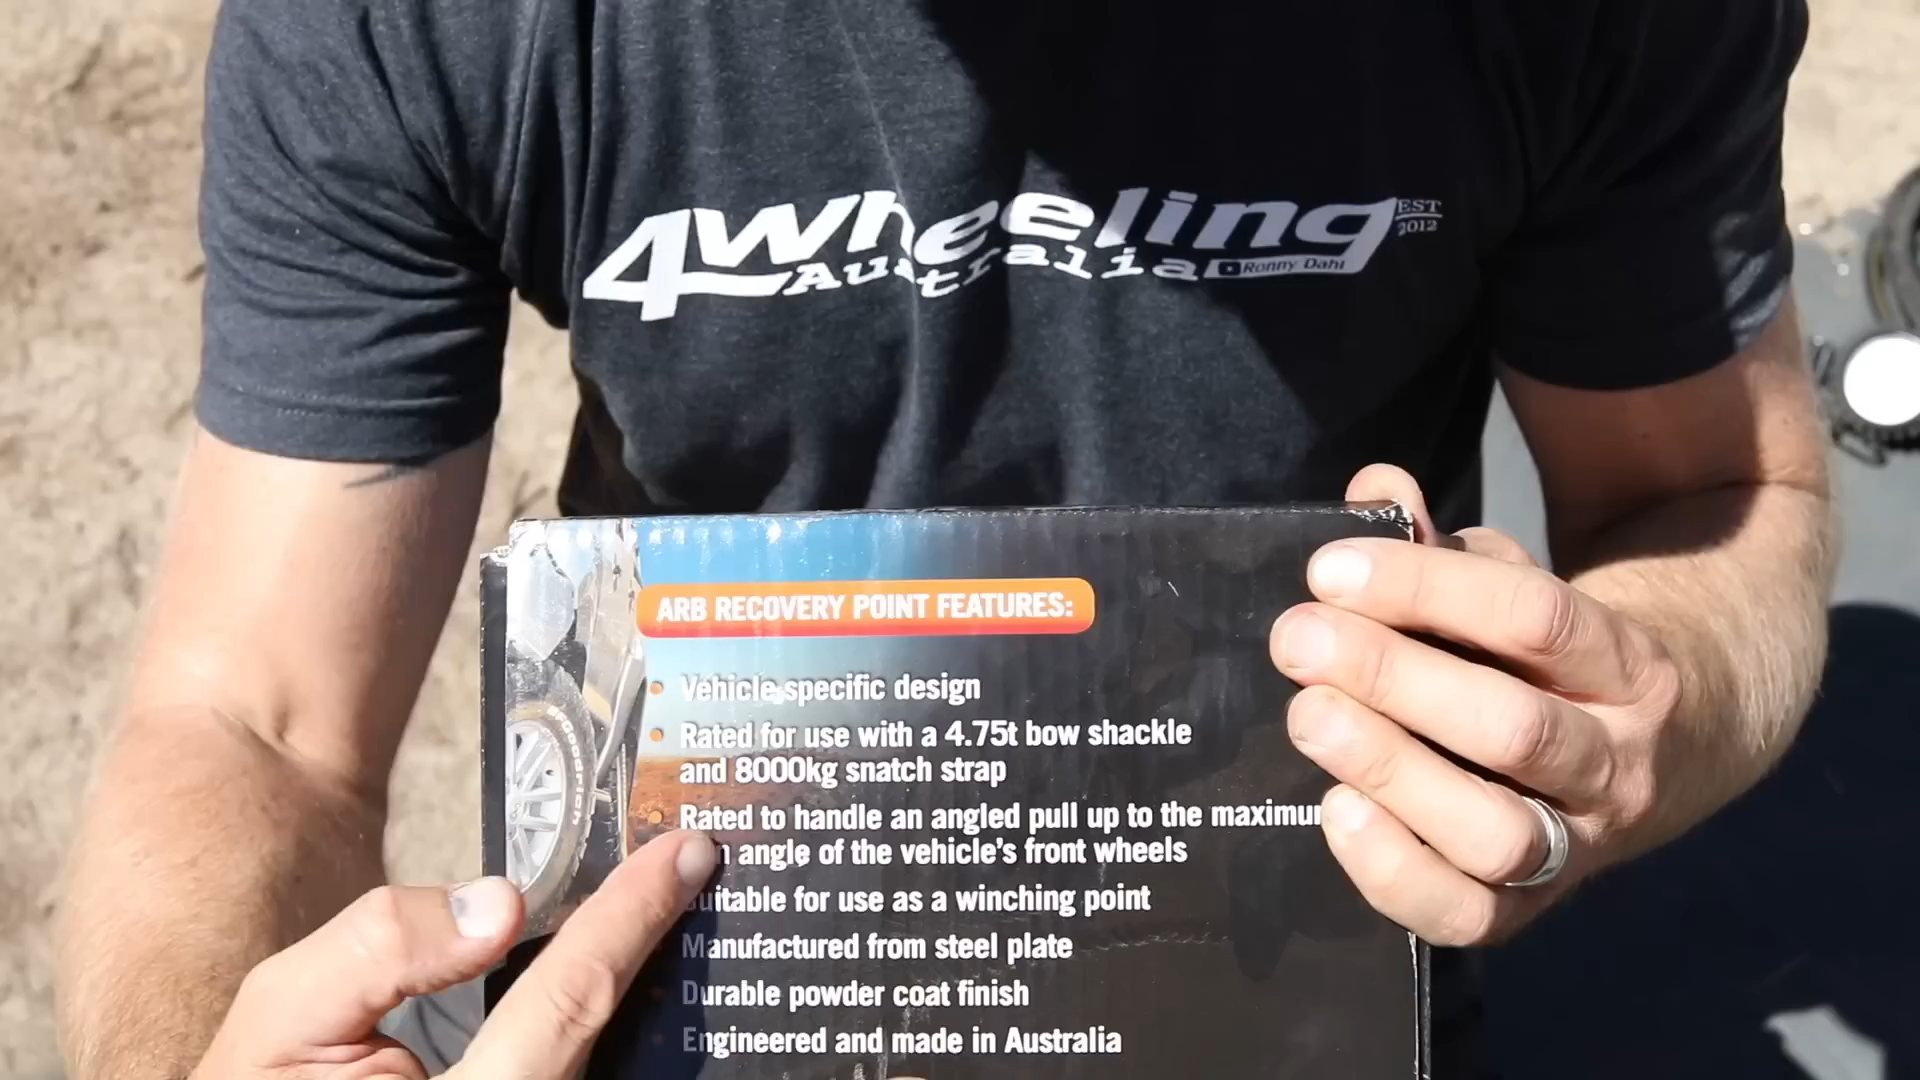 4Wheeling
EST
2012
Australia
Ronny Dahl
ARB RECOVERY POINT FEATURES:
• Vehicle-specific design
• Rated for use with a 4.75t bow shackle
and 8000kg snatch strap
• Rated to handle an angled pull up to the
angle of the vehicle's front wheels
• Suitable for use as a winching point
Manufactured from steel plate
• Durable powder coat finish
• Engineered and made in Australia
BFGoodrich